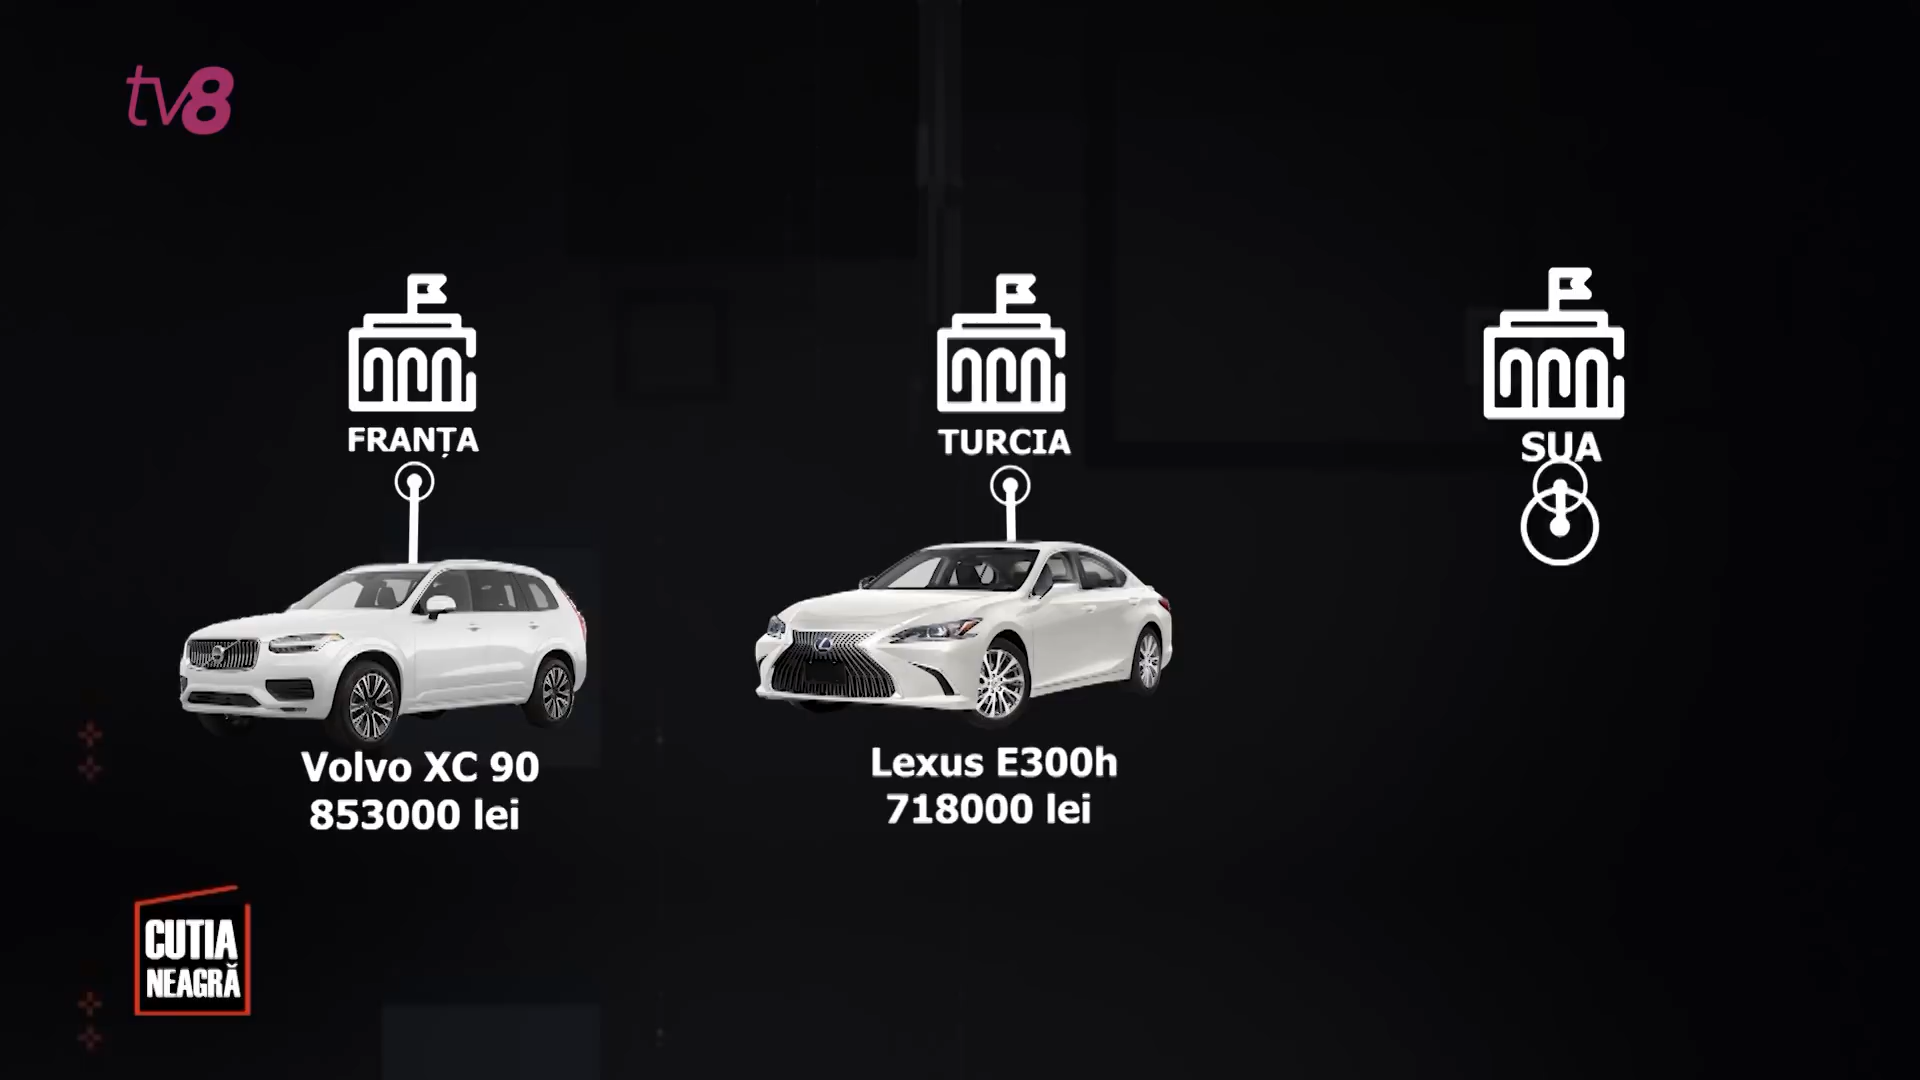 tv8
FRANȚA
TURCIA
SUA
Volvo XC 90
853000 lei
Lexus E300h
718000 lei
CUTIA
NEAGRĂ